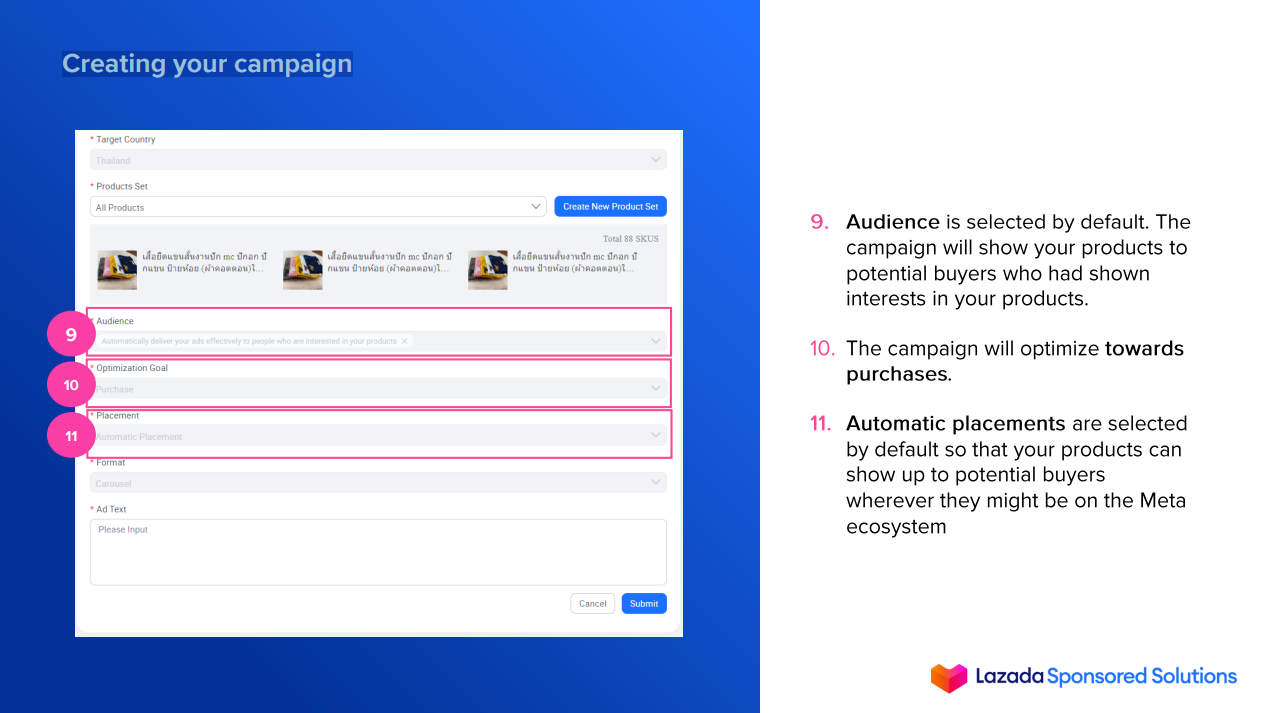 Creating your campaign
* Target Country
Thailand
* Products Set
All Products
Create New Product Set
Total 88 SKUS
เสื้อยืดแขนสั้นงานปัก mc ปักอก ปั
กแขน ป้ายห้อย (ผ้าคอตตอน)ไ...
เสื้อยืดแขนสั้นงานปัก mc ปักอก ปั
กแขน ป้ายห้อย (ผ้าคอตตอน)ไ...
เสื้อยืดแขนสั้นงานปัก mc ปักอก ปั
กแขน ป้ายห้อย (ผ้าคอตตอน)ไ...
9
* Audience
Automatically deliver your ads effectively to people who are interested in your products ×
10
* Optimization Goal
Purchase
11
* Placement
Automatic Placement
* Format
Carousel
* Ad Text
Please Input
Cancel
Submit
9. Audience is selected by default. The
campaign will show your products to
potential buyers who had shown
interests in your products.
10. The campaign will optimize towards
purchases.
11. Automatic placements are selected
by default so that your products can
show up to potential buyers
wherever they might be on the Meta
ecosystem
Lazada Sponsored Solutions